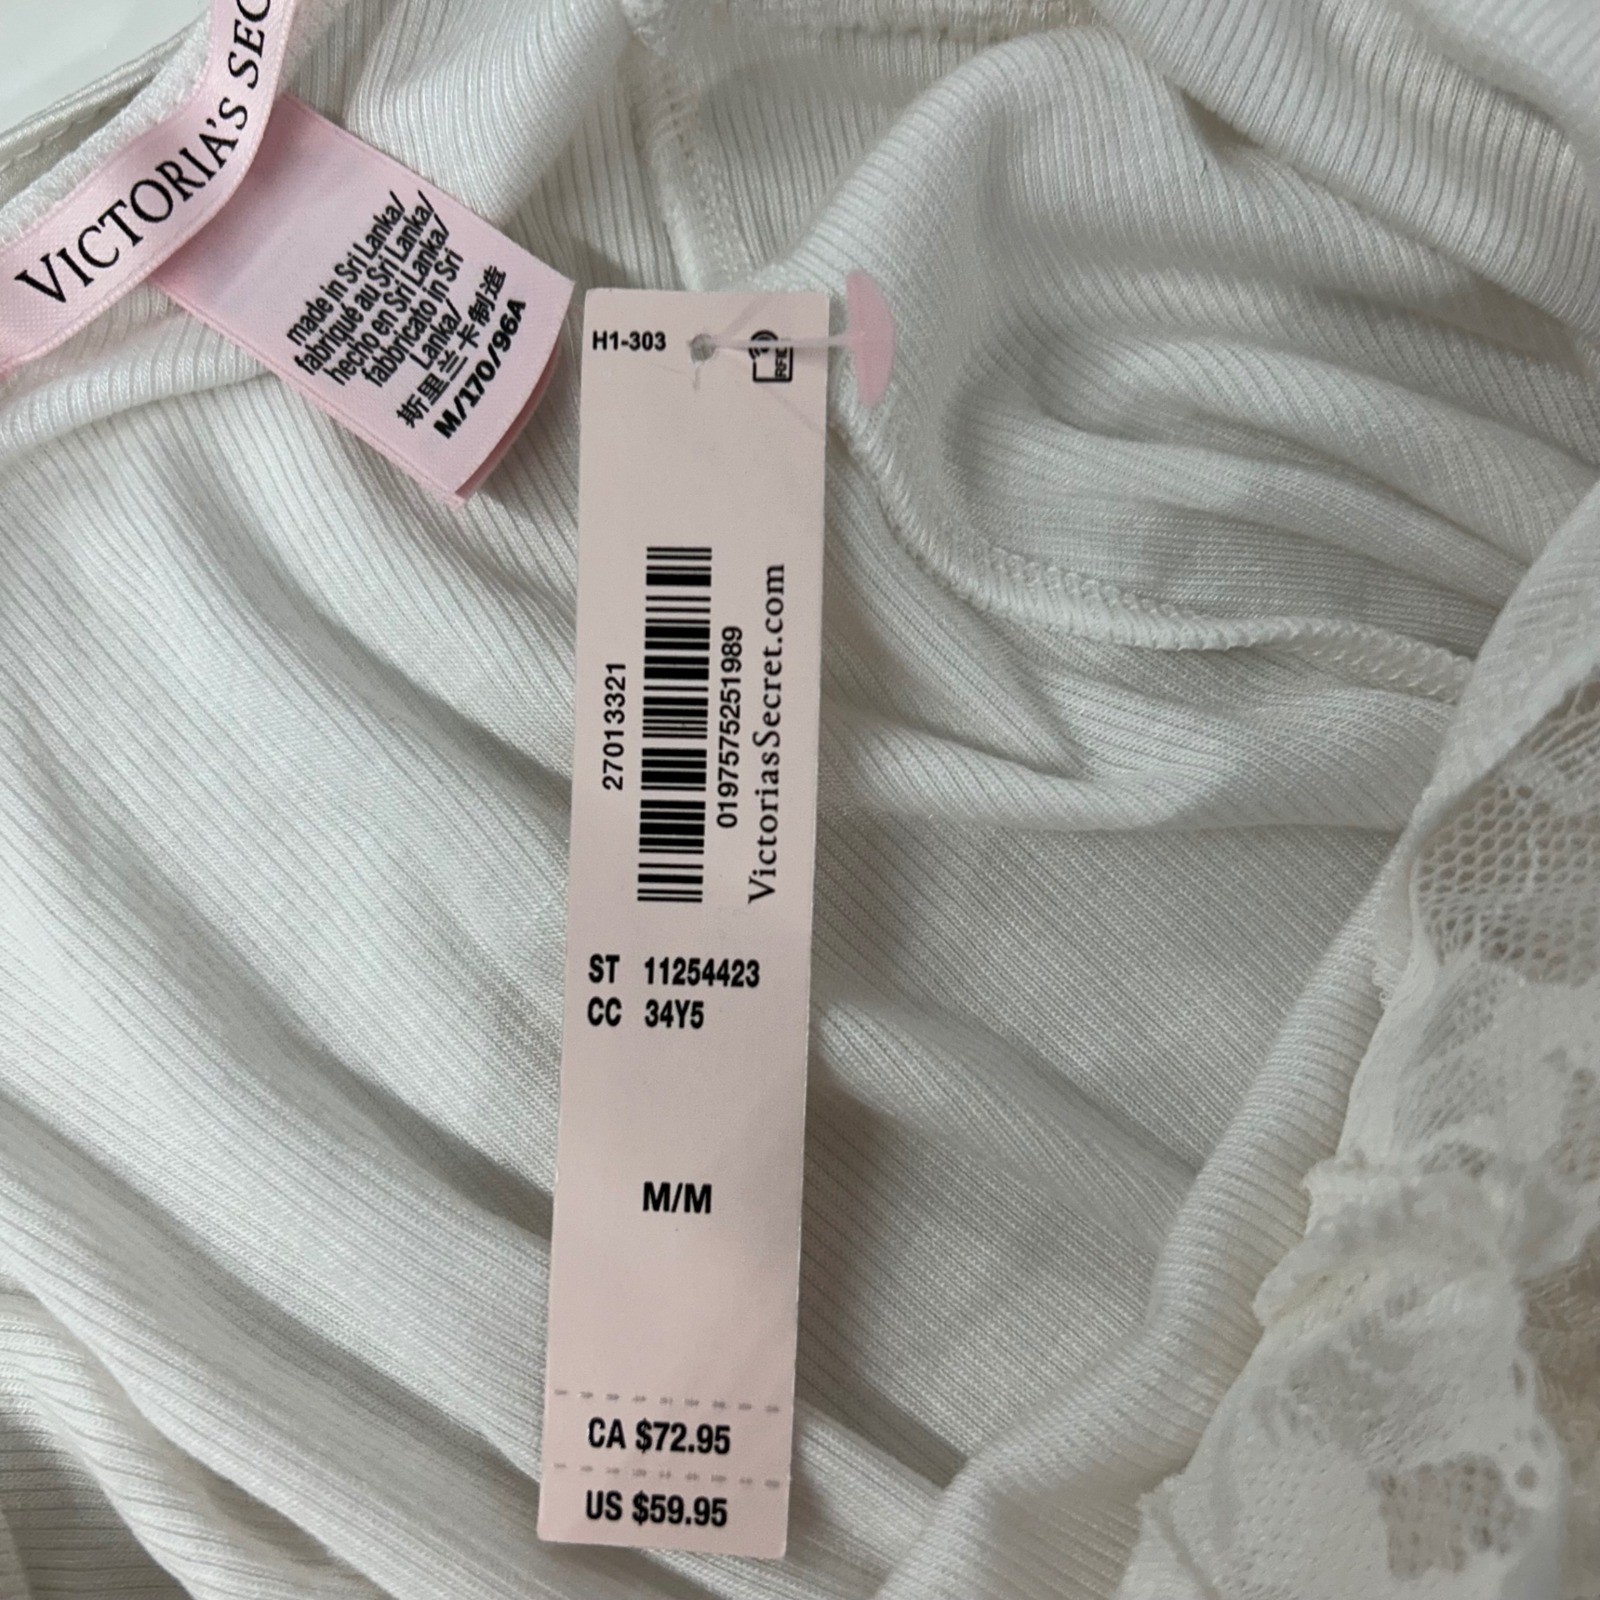 VICTORIA'S SEC
made in Sri Lanka/
fabriqué au Sri Lanka/
hecho en Sri Lanka/
fabbricato in Sri
Lanka/
斯里兰卡制造
M/170/96A
H1-303
RFID
27013321
0197575251989
VictoriasSecret.com
ST 11254423
CC 34Y5
M/M
CA $72.95
US $59.95